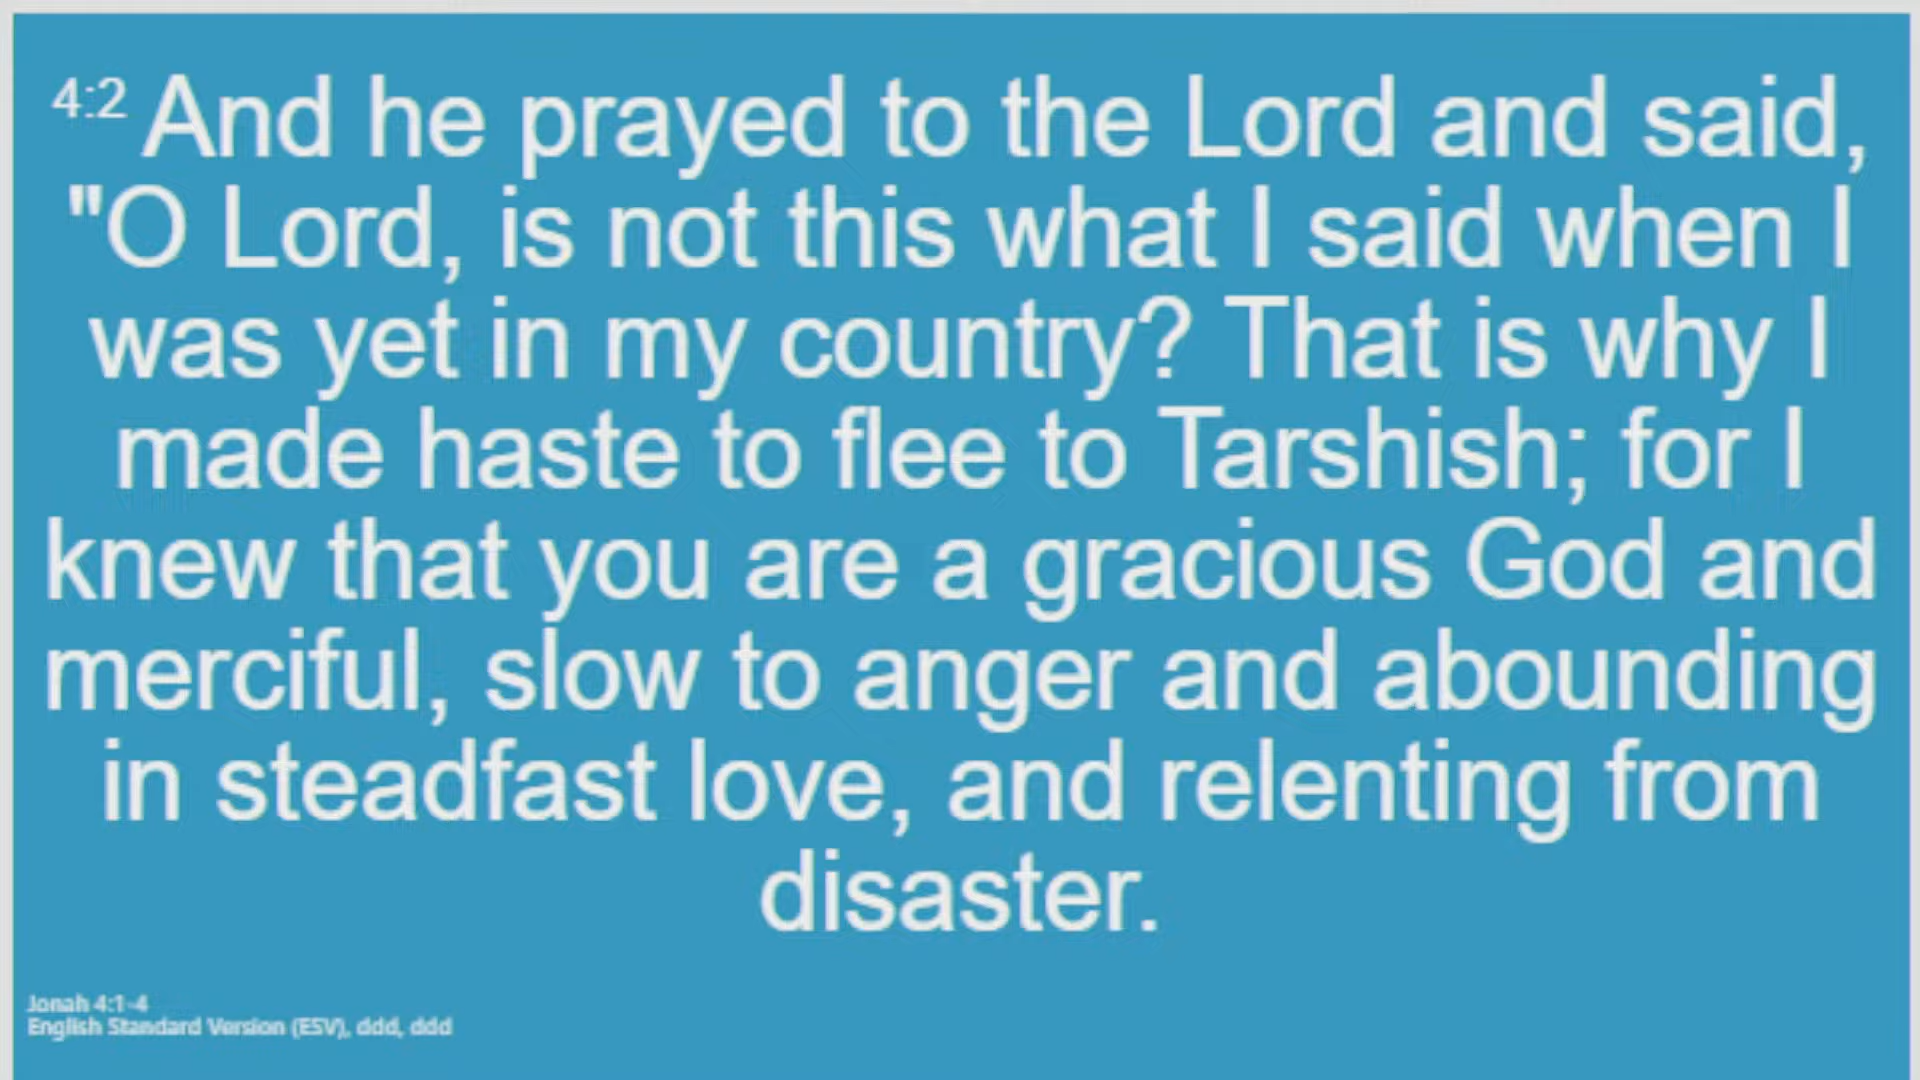 4:2 And he prayed to the Lord and said,
"O Lord, is not this what I said when I
was yet in my country? That is why I
made haste to flee to Tarshish; for I
knew that you are a gracious God and
merciful, slow to anger and abounding
in steadfast love, and relenting from
disaster.
Jonah 4:1-4
English Standard Version (ESV), ddd, ddd